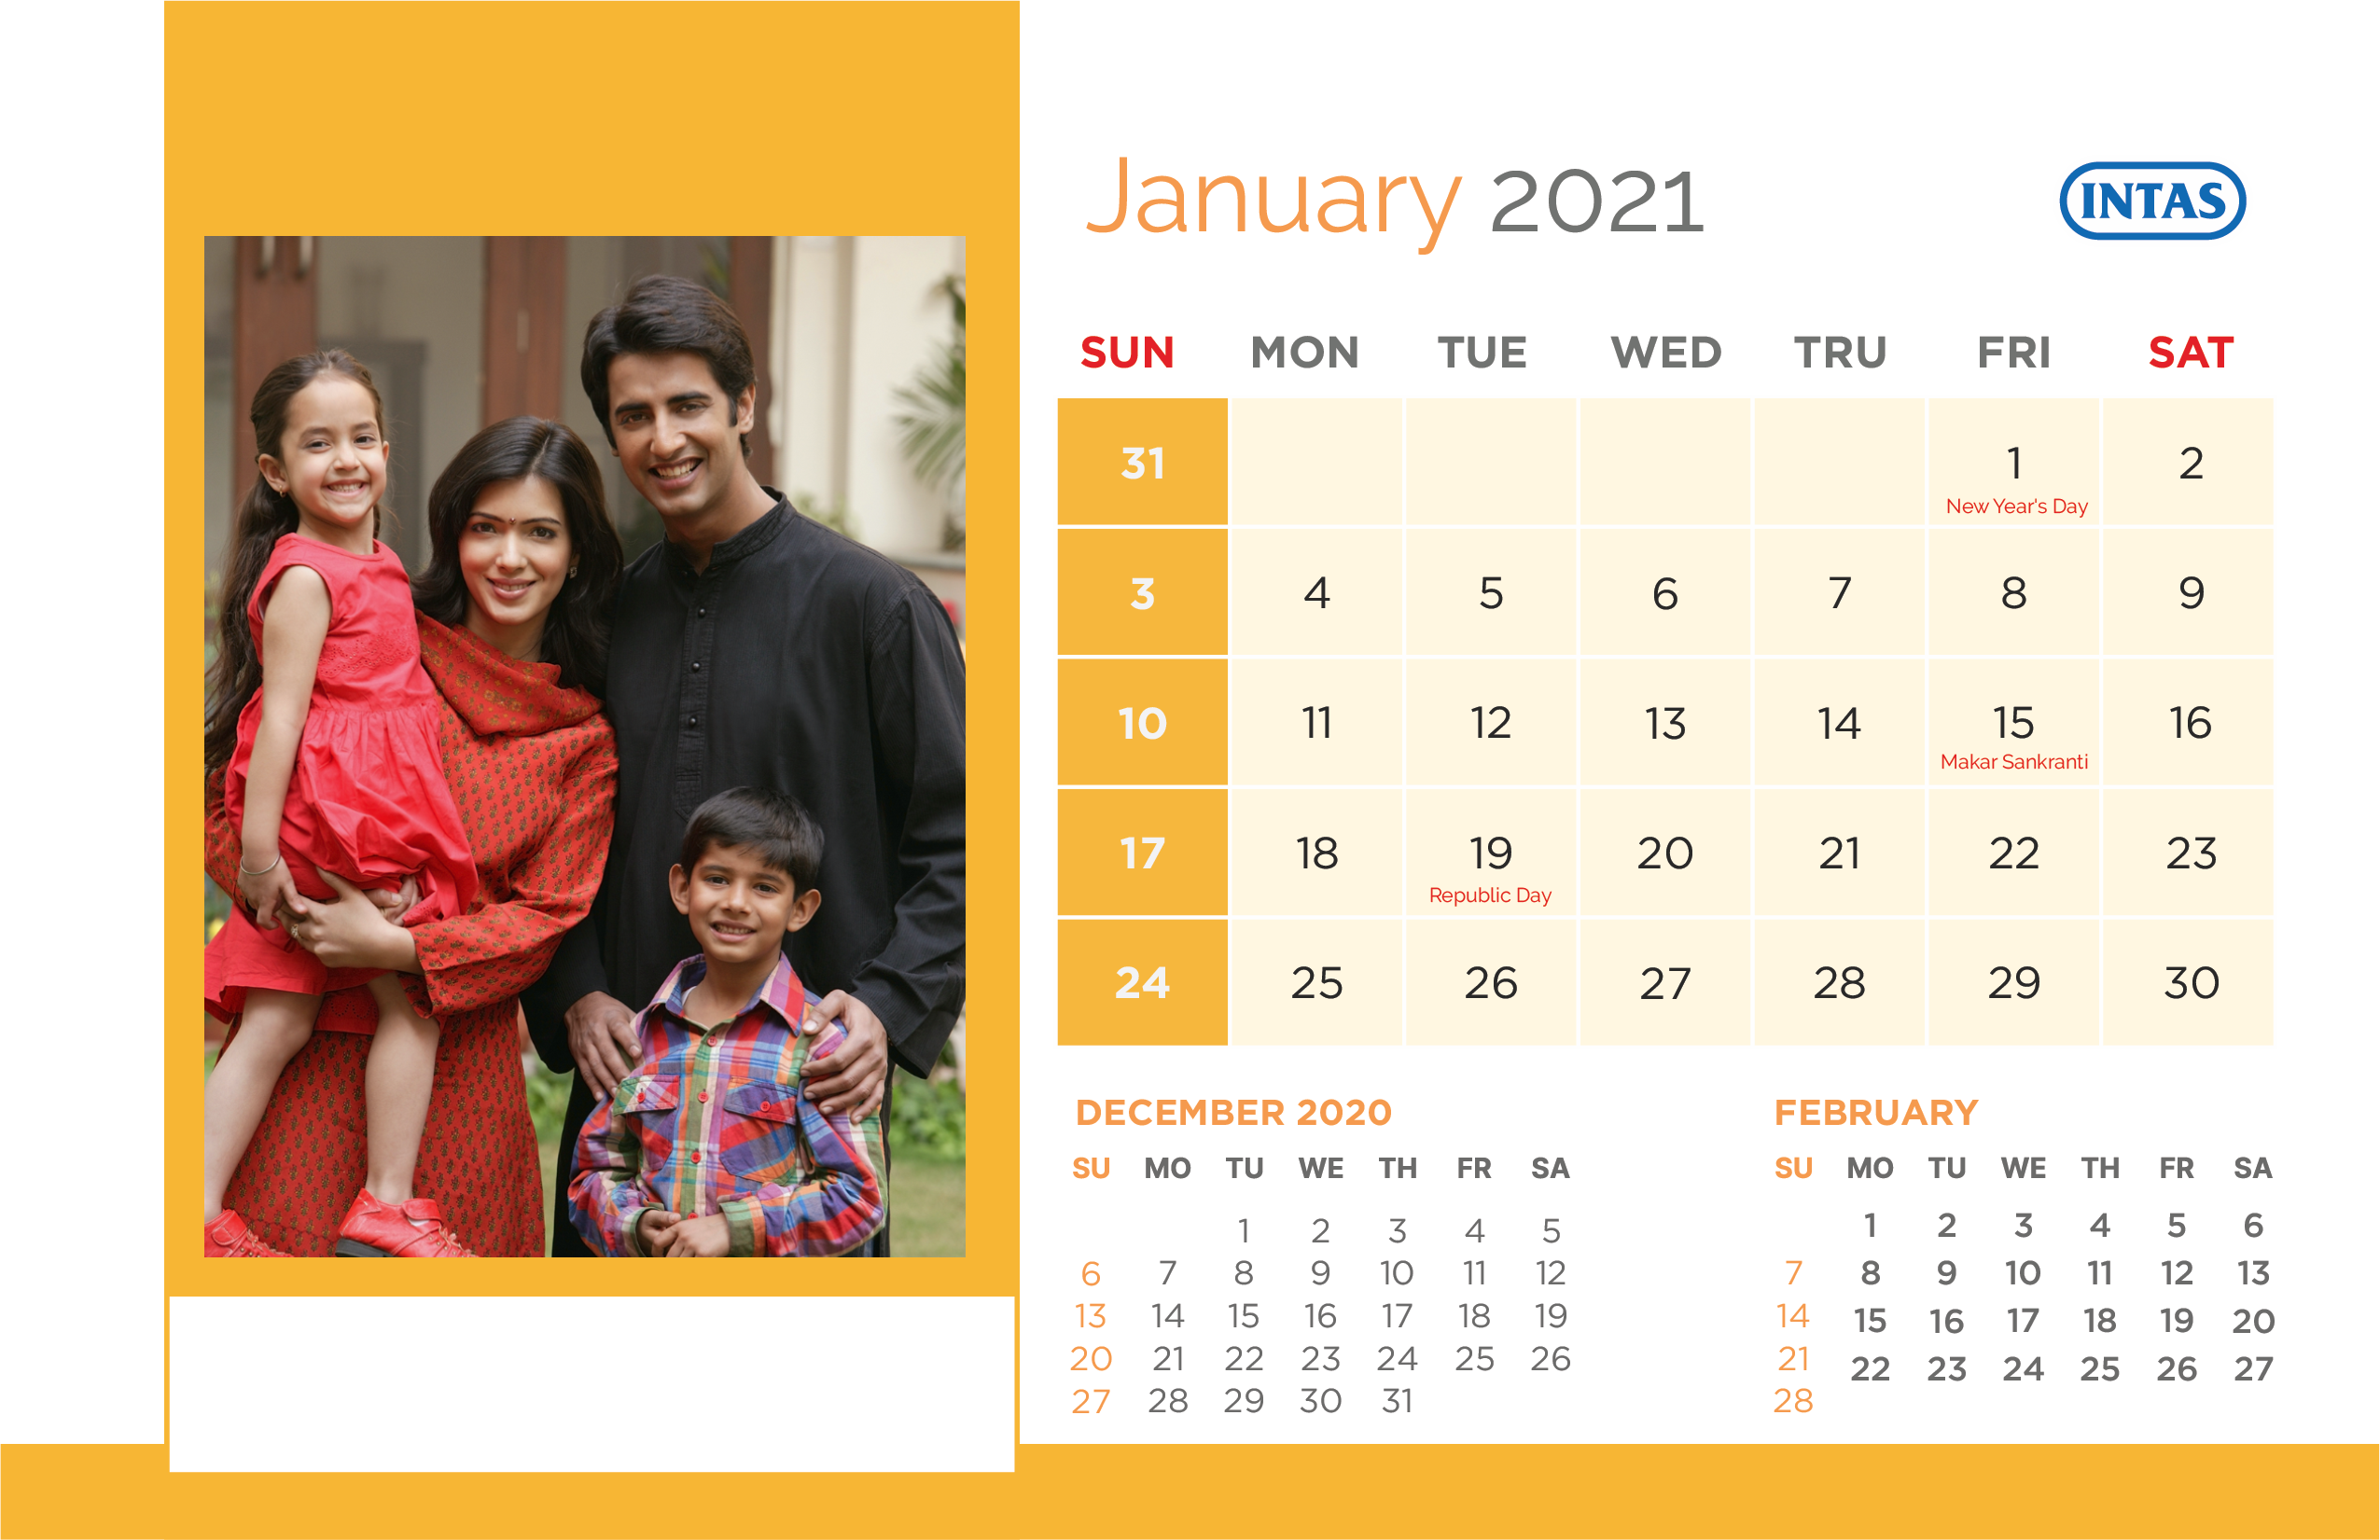 January 2021
INTAS
SUN MON TUE WED TRU FRI SAT
31 1 2
New Year's Day
3 4 5 6 7 8 9
10 11 12 13 14 15 16
Makar Sankranti
17 18 19 20 21 22 23
Republic Day
24 25 26 27 28 29 30
DECEMBER 2020
SU MO TU WE TH FR SA
1 2 3 4 5
6 7 8 9 10 11 12
13 14 15 16 17 18 19
20 21 22 23 24 25 26
27 28 29 30 31
FEBRUARY
SU MO TU WE TH FR SA
1 2 3 4 5 6
7 8 9 10 11 12 13
14 15 16 17 18 19 20
21 22 23 24 25 26 27
28